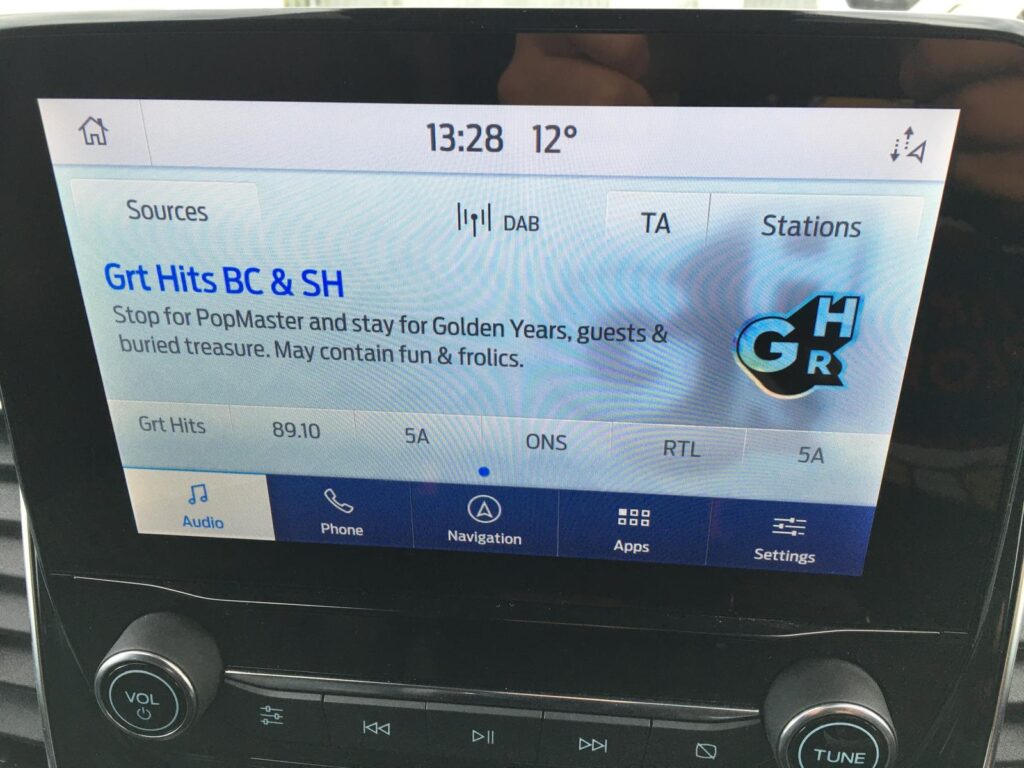 13:28 12°
Sources
DAB
TA
Stations
Grt Hits BC & SH
Stop for PopMaster and stay for Golden Years, guests &
buried treasure. May contain fun & frolics.
G H R
Grt Hits 89.10 5A ONS RTL 5A
Audio Phone Navigation Apps Settings
VOL
TUNE